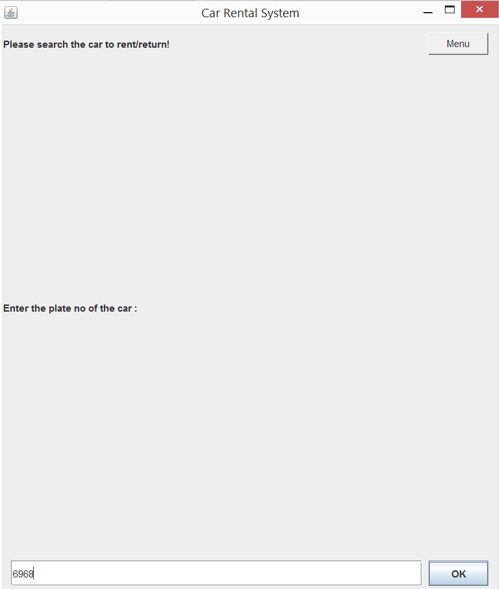 Car Rental System
Please search the car to rent/return!
Menu
Enter the plate no of the car :
6968
OK